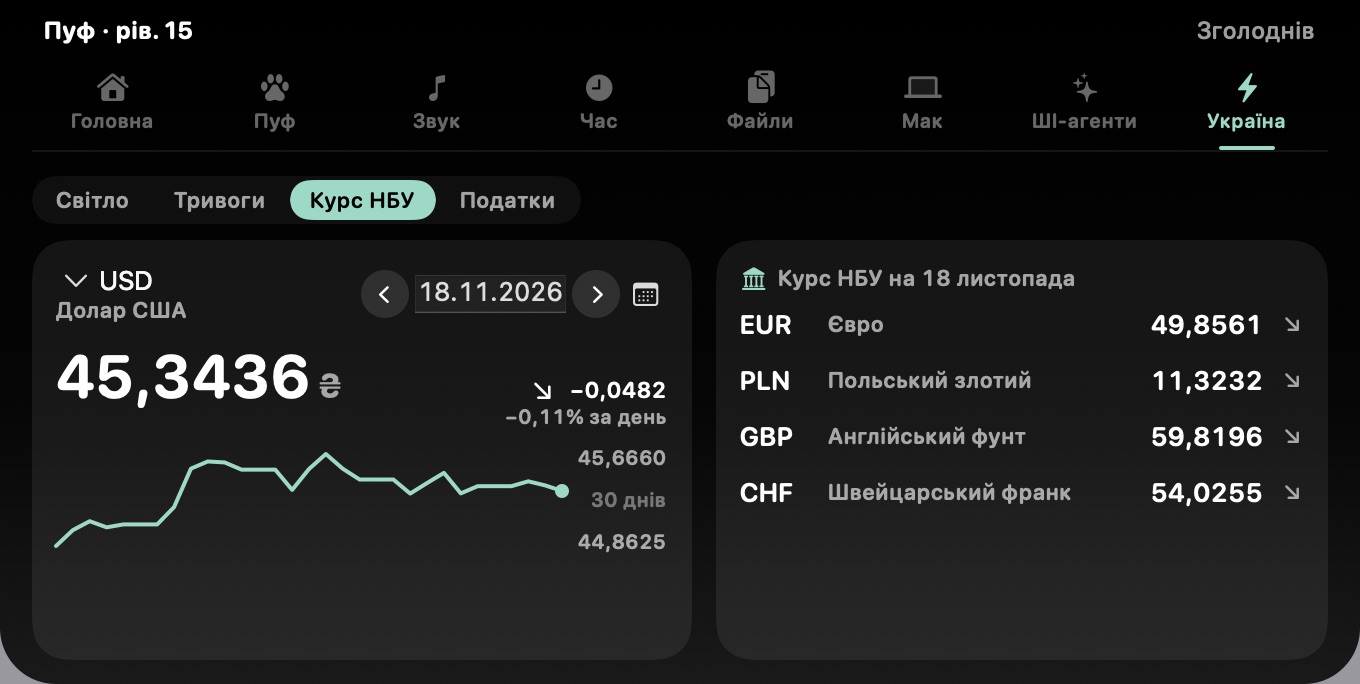 Пуф · рів. 15
Зголоднів
Головна
Пуф
Звук
Час
Файли
Мак
ШІ-агенти
Україна
Світло
Тривоги
Курс НБУ
Податки
USD
Долар США
18.11.2026
45,3436 ₴
−0,0482
−0,11% за день
45,6660
30 днів
44,8625
Курс НБУ на 18 листопада
EUR Євро 49,8561
PLN Польський злотий 11,3232
GBP Англійський фунт 59,8196
CHF Швейцарський франк 54,0255